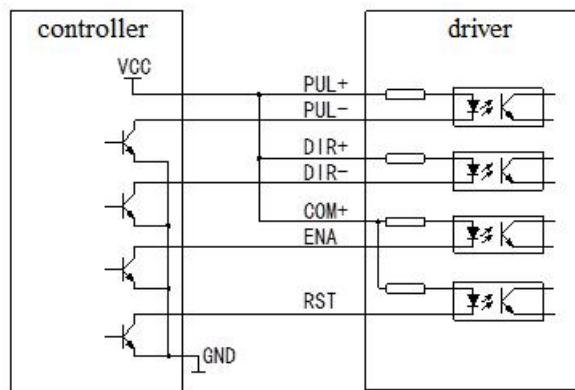 controller
driver
VCC
PUL+
PUL-
DIR+
DIR-
COM+
ENA
RST
GND